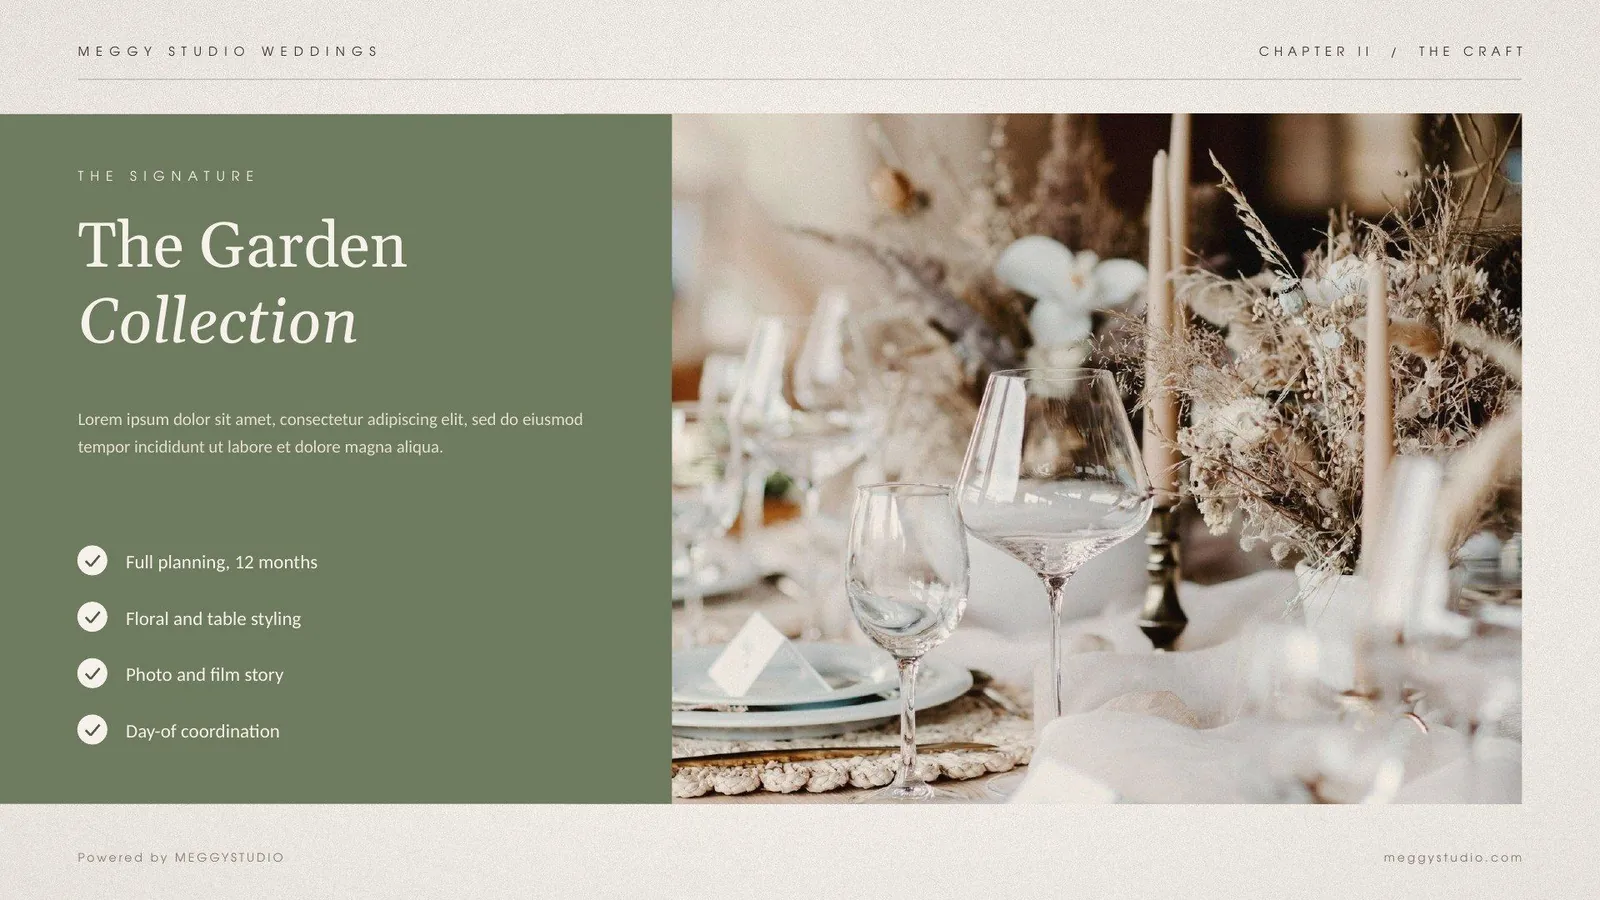 MEGGY STUDIO WEDDINGS
CHAPTER II / THE CRAFT
THE SIGNATURE
The Garden
Collection
Lorem ipsum dolor sit amet, consectetur adipiscing elit, sed do eiusmod
tempor incididunt ut labore et dolore magna aliqua.
Full planning, 12 months
Floral and table styling
Photo and film story
Day-of coordination
Powered by MEGGYSTUDIO
meggystudio.com